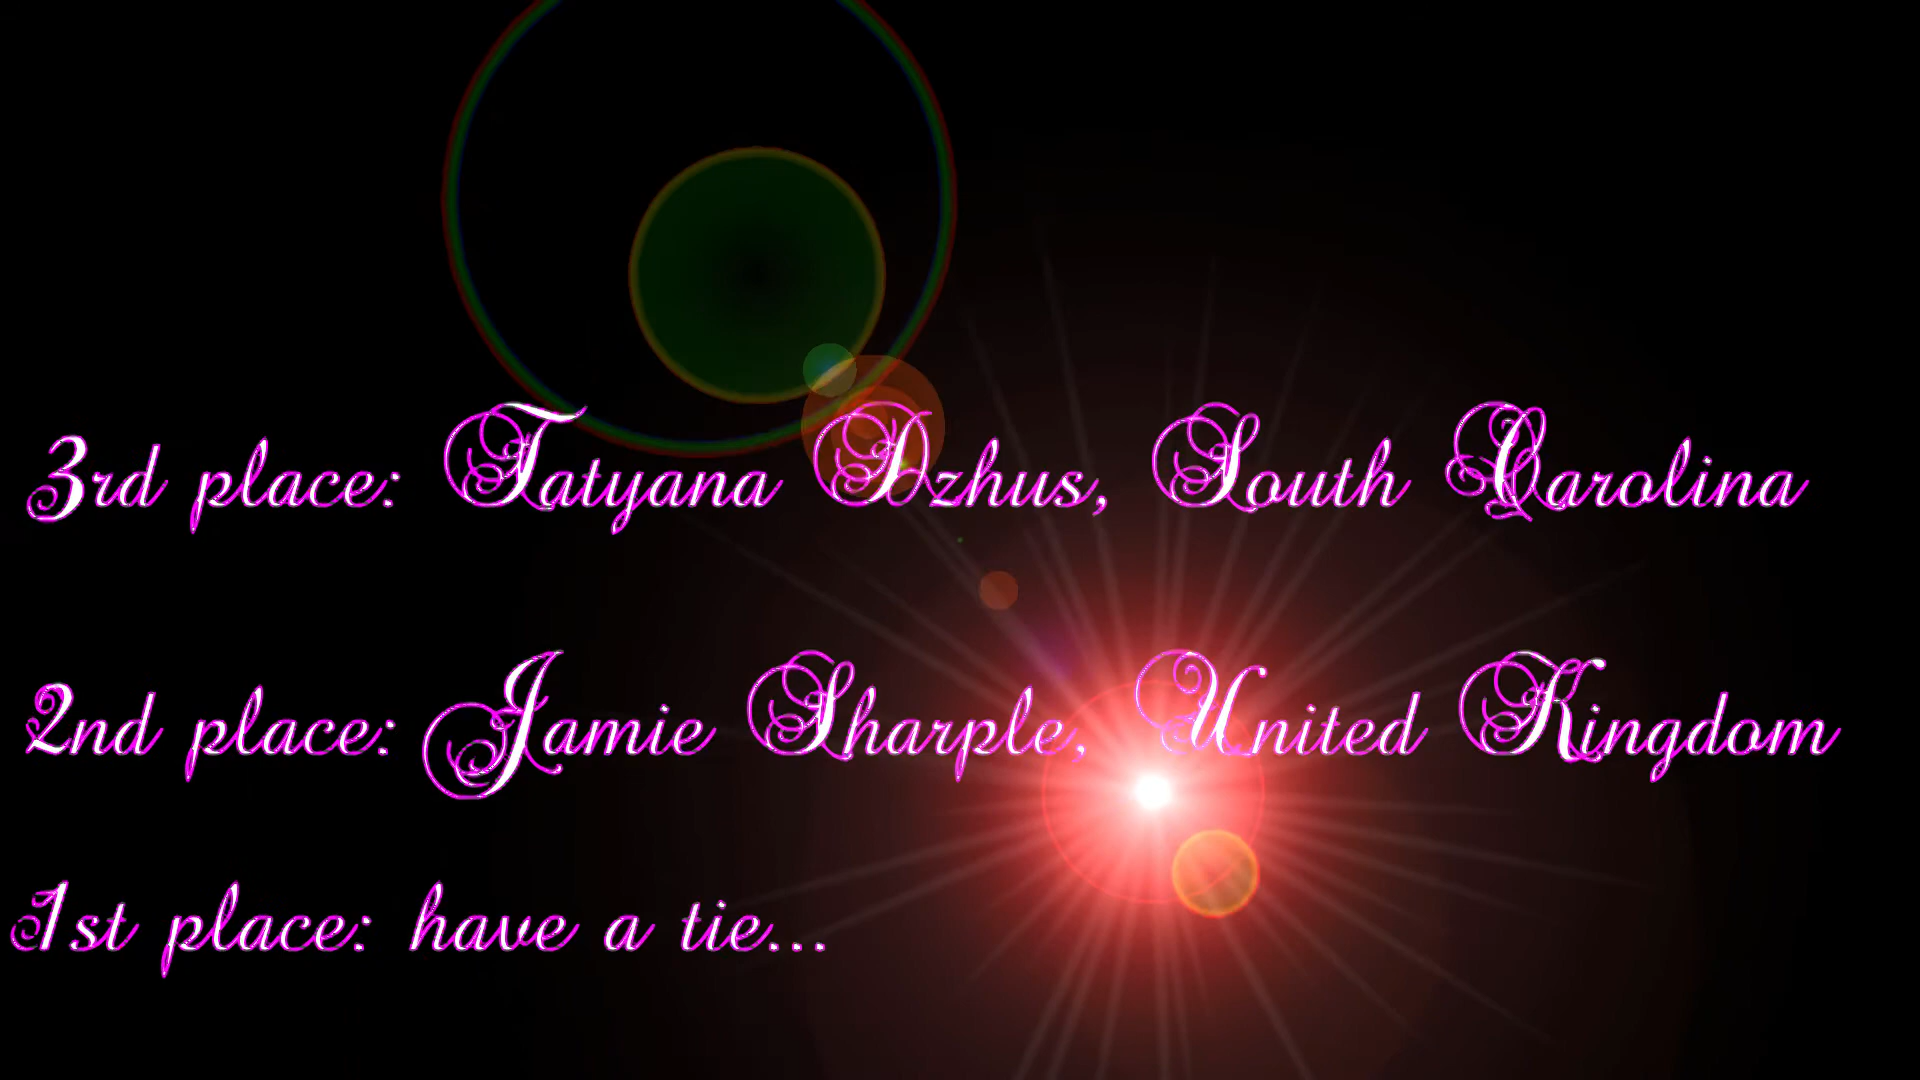 3rd place: Tatyana Dzhus, South Carolina
2nd place: Jamie Sharple, United Kingdom
1st place: have a tie...